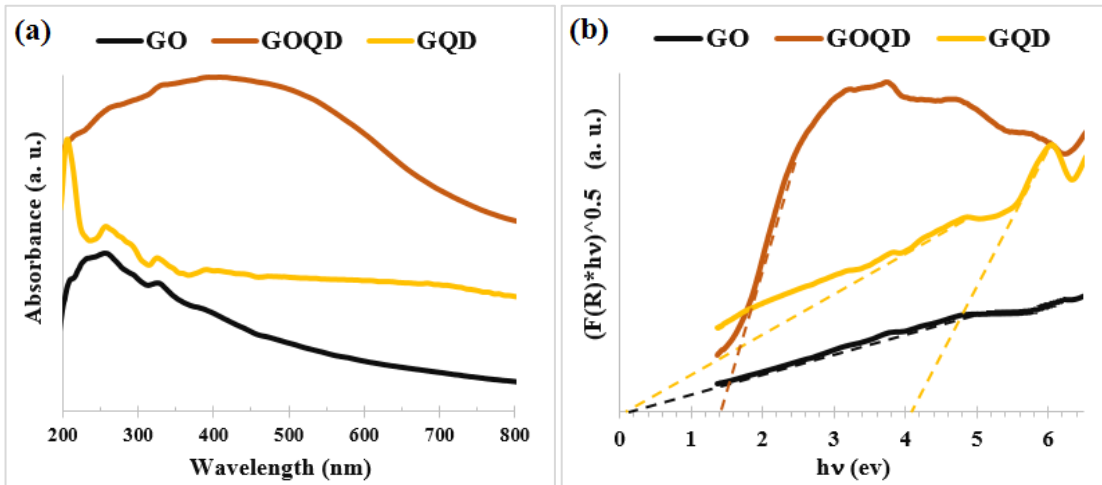 (a) GO GOQD GQD
Absorbance (a. u.)
200 300 400 500 600 700 800
Wavelength (nm)
(b) GO GOQD GQD
(F(R)*hν)^0.5 (a. u.)
0 1 2 3 4 5 6
hν (ev)